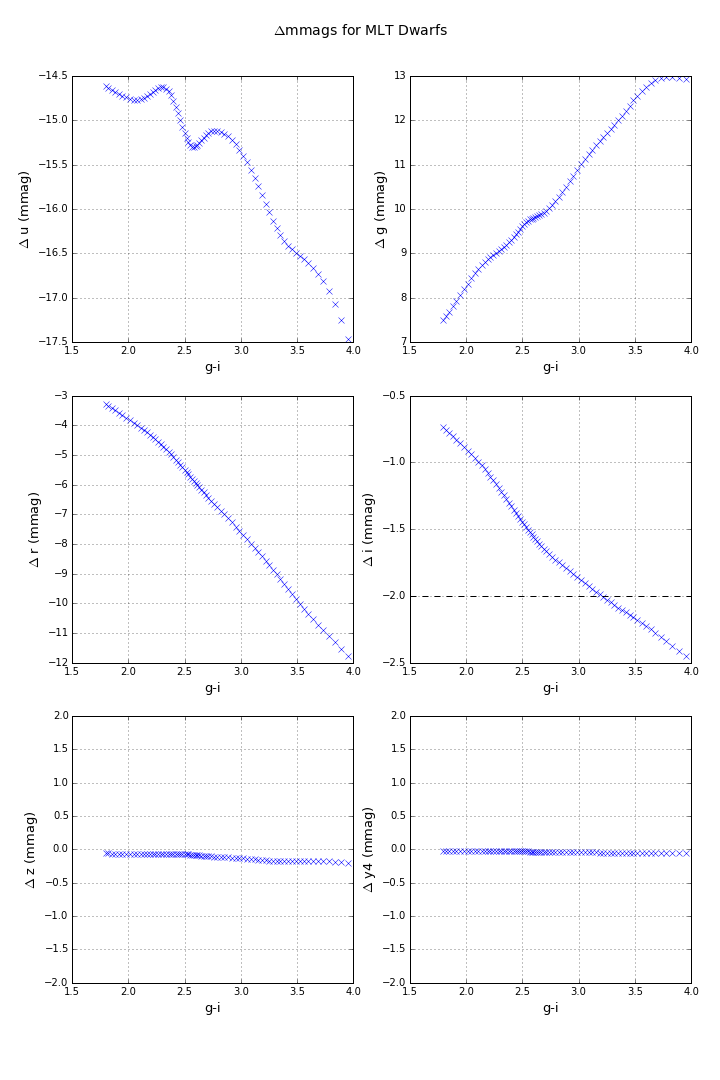 Δmmags for MLT Dwarfs
−14.5
−15.0
−15.5
−16.0
−16.5
−17.0
−17.5
Δ u (mmag)
1.5 2.0 2.5 3.0 3.5 4.0
g-i
13
12
11
10
9
8
7
Δ g (mmag)
1.5 2.0 2.5 3.0 3.5 4.0
g-i
−3
−4
−5
−6
−7
−8
−9
−10
−11
−12
Δ r (mmag)
1.5 2.0 2.5 3.0 3.5 4.0
g-i
−0.5
−1.0
−1.5
−2.0
−2.5
Δ i (mmag)
1.5 2.0 2.5 3.0 3.5 4.0
g-i
2.0
1.5
1.0
0.5
0.0
−0.5
−1.0
−1.5
−2.0
Δ z (mmag)
1.5 2.0 2.5 3.0 3.5 4.0
g-i
2.0
1.5
1.0
0.5
0.0
−0.5
−1.0
−1.5
−2.0
Δ y4 (mmag)
1.5 2.0 2.5 3.0 3.5 4.0
g-i